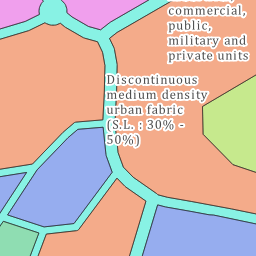 commercial,
public,
military and
private units
Discontinuous
medium density
urban fabric
(S.L. : 30% -
50%)